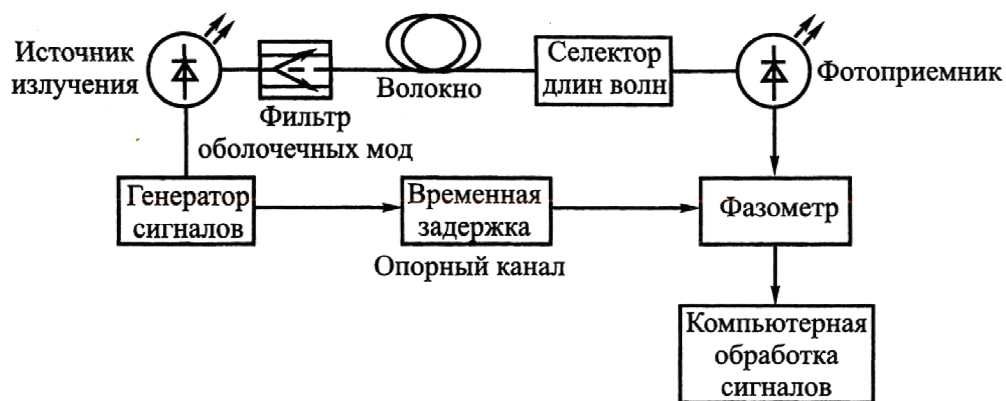 Источник
излучения
Фильтр
оболочечных мод
Волокно
Селектор
длин волн
Фотоприемник
Генератор
сигналов
Временная
задержка
Опорный канал
Фазометр
Компьютерная
обработка
сигналов